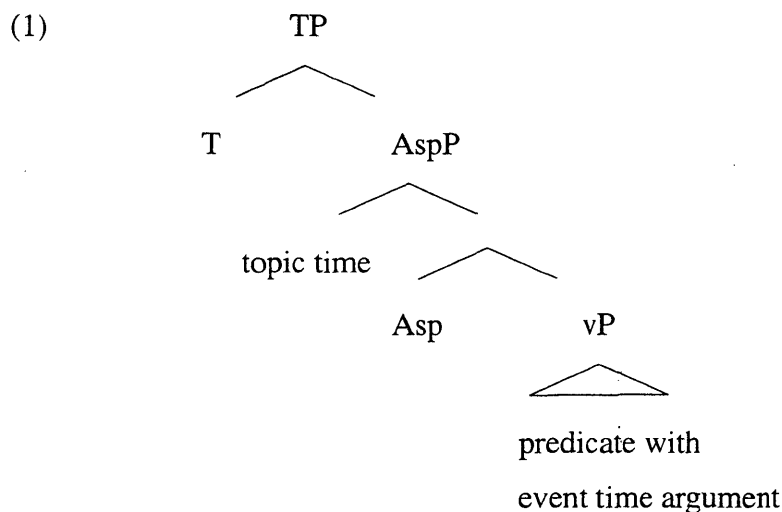 (1) TP
T AspP
topic time
Asp vP
predicate with
event time argument